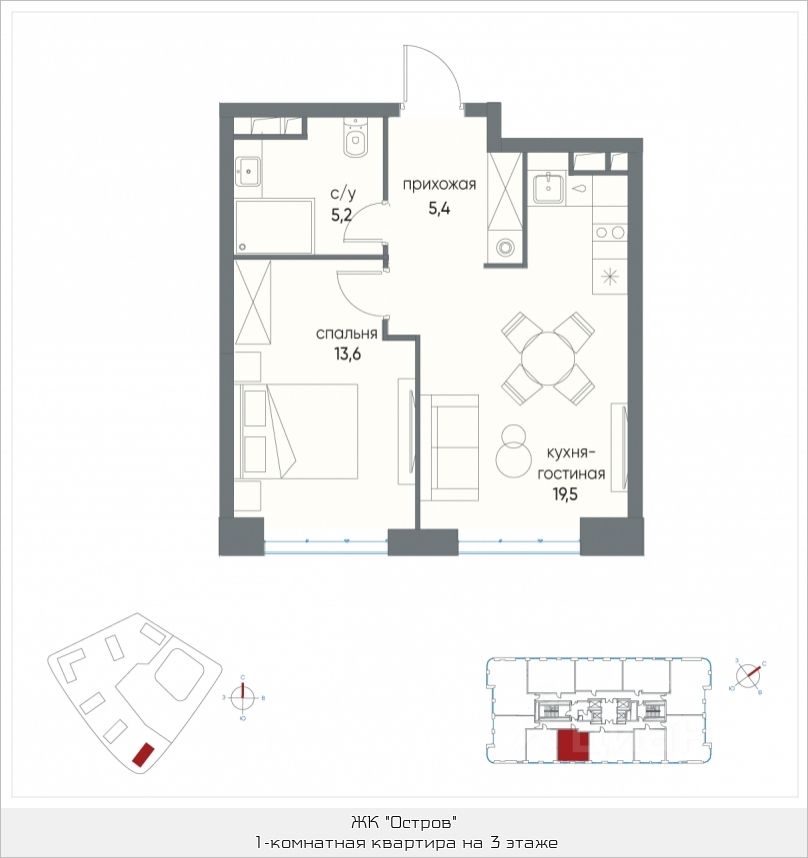 прихожая
5,4
с/у
5,2
спальня
13,6
кухня-
гостиная
19,5
С
З В
Ю
З С
Ю В
ЖК "Остров"
1-комнатная квартира на 3 этаже